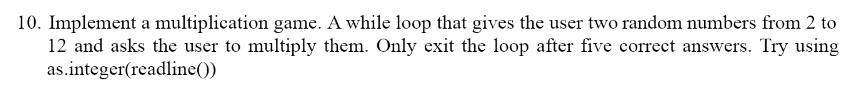 10. Implement a multiplication game. A while loop that gives the user two random numbers from 2 to
12 and asks the user to multiply them. Only exit the loop after five correct answers. Try using
as.integer(readline())